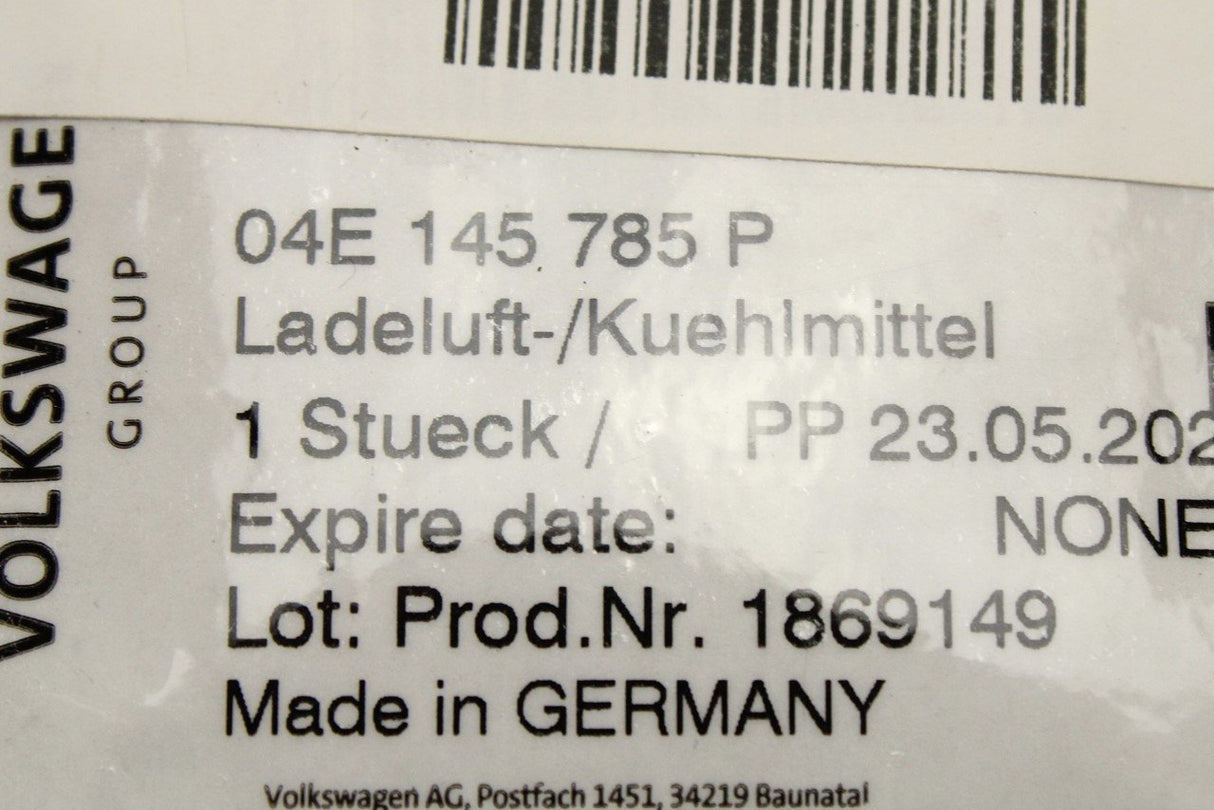 VOLKSWAGE
GROUP
04E 145 785 P
Ladeluft-/Kuehlmittel
1 Stueck / PP 23.05.202
Expire date: NONE
Lot: Prod.Nr. 1869149
Made in GERMANY
Volkswagen AG, Postfach 1451, 34219 Baunatal